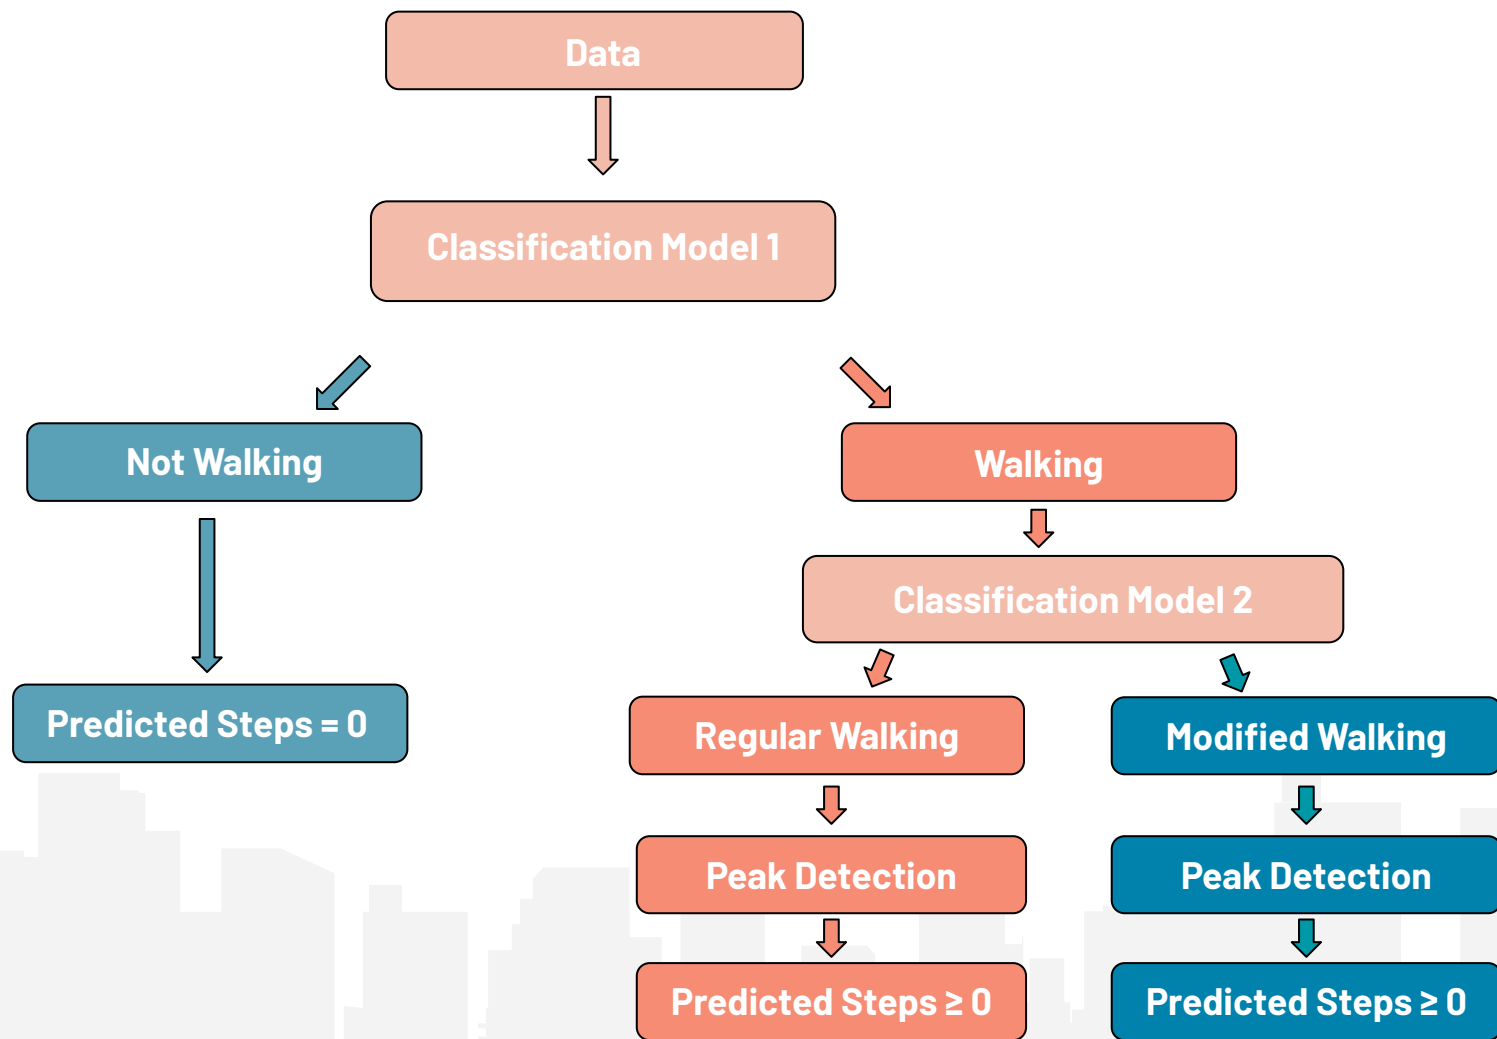 Data
Classification Model 1
Not Walking
Walking
Classification Model 2
Predicted Steps = 0
Regular Walking
Modified Walking
Peak Detection
Peak Detection
Predicted Steps ≥ 0
Predicted Steps ≥ 0